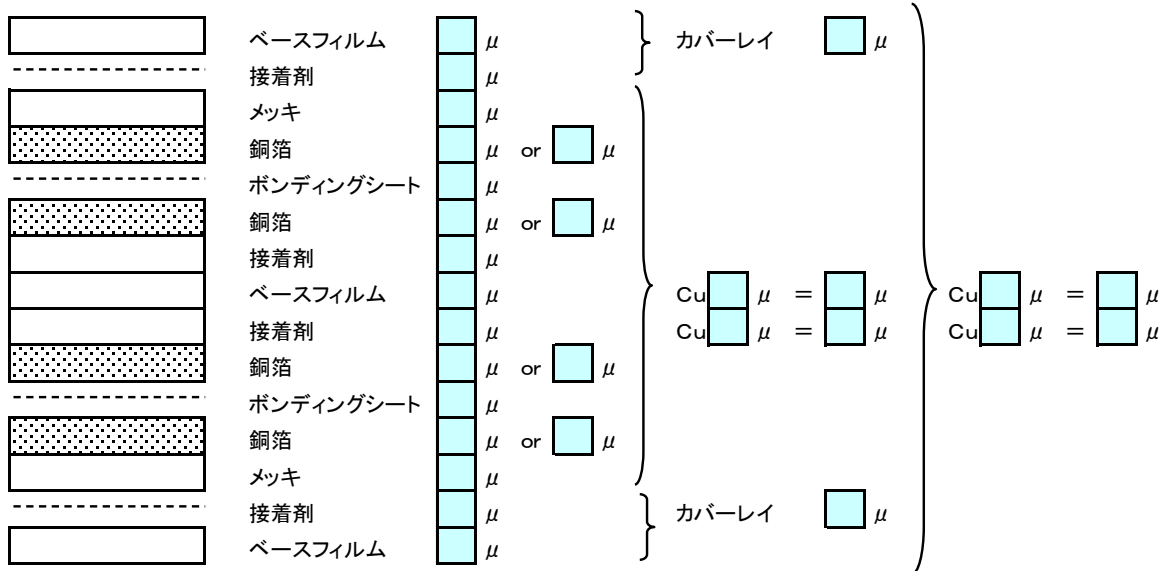 ベースフィルム μ カバーレイ μ
接着剤 μ
メッキ μ
銅箔 μ or μ
ボンディングシート μ
銅箔 μ or μ
接着剤 μ
ベースフィルム μ Cu μ = μ Cu μ = μ
接着剤 μ Cu μ = μ Cu μ = μ
銅箔 μ or μ
ボンディングシート μ
銅箔 μ or μ
メッキ μ
接着剤 μ カバーレイ μ
ベースフィルム μ